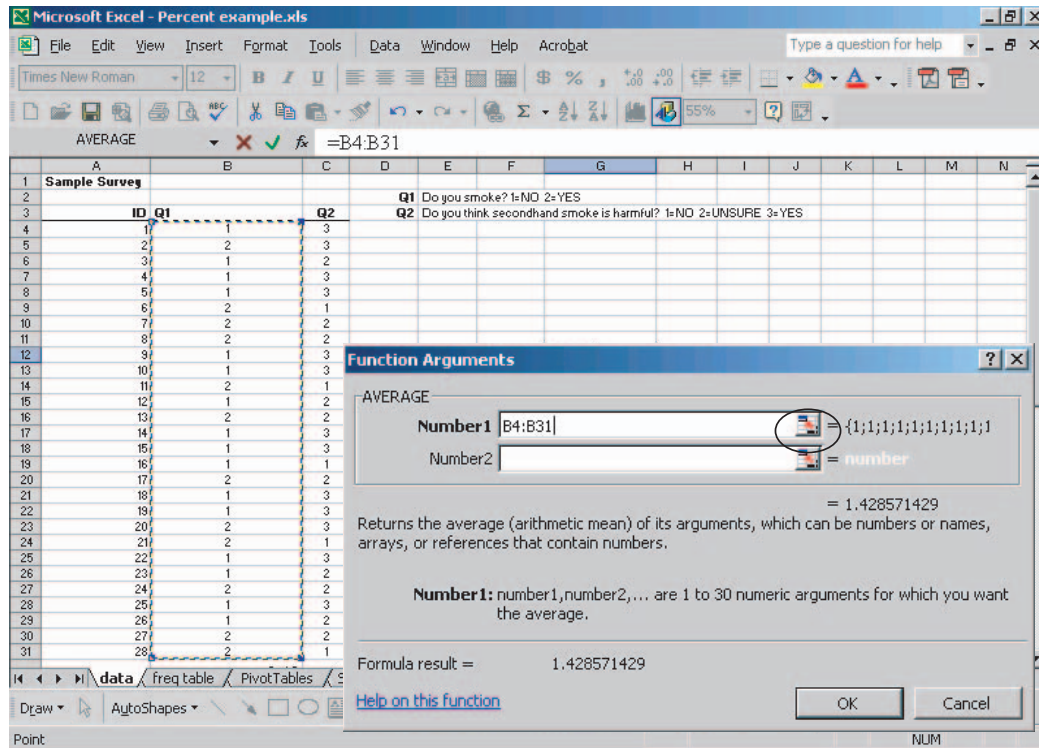 Microsoft Excel - Percent example.xls
File Edit View Insert Format Tools Data Window Help Acrobat Type a question for help
Times New Roman 12 B I U $ % ,
ABC Σ 55%
AVERAGE fx =B4:B31
A B C D E F G H I J K L M N
1 Sample Survey
2 Q1 Do you smoke? 1=NO 2=YES
3 ID Q1 Q2 Q2 Do you think secondhand smoke is harmful? 1=NO 2=UNSURE 3=YES
4 1 1 3
5 2 2 3
6 3 1 2
7 4 1 3
8 5 1 3
9 6 2 1
10 7 2 2
11 8 2 2
12 9 1 3
13 10 1 3
14 11 2 1
15 12 1 2
16 13 2 2
17 14 1 3
18 15 1 3
19 16 1 1
20 17 2 2
21 18 1 3
22 19 1 3
23 20 2 3
24 21 2 1
25 22 1 3
26 23 1 2
27 24 2 2
28 25 1 3
29 26 1 2
30 27 2 2
31 28 2 1
Function Arguments
AVERAGE
Number1 B4:B31 = {1;1;1;1;1;1;1;1;1;1
Number2 = number
= 1.428571429
Returns the average (arithmetic mean) of its arguments, which can be numbers or names,
arrays, or references that contain numbers.
Number1: number1,number2,... are 1 to 30 numeric arguments for which you want
the average.
Formula result = 1.428571429
Help on this function OK Cancel
data freq table PivotTables S
Draw AutoShapes
Point NUM